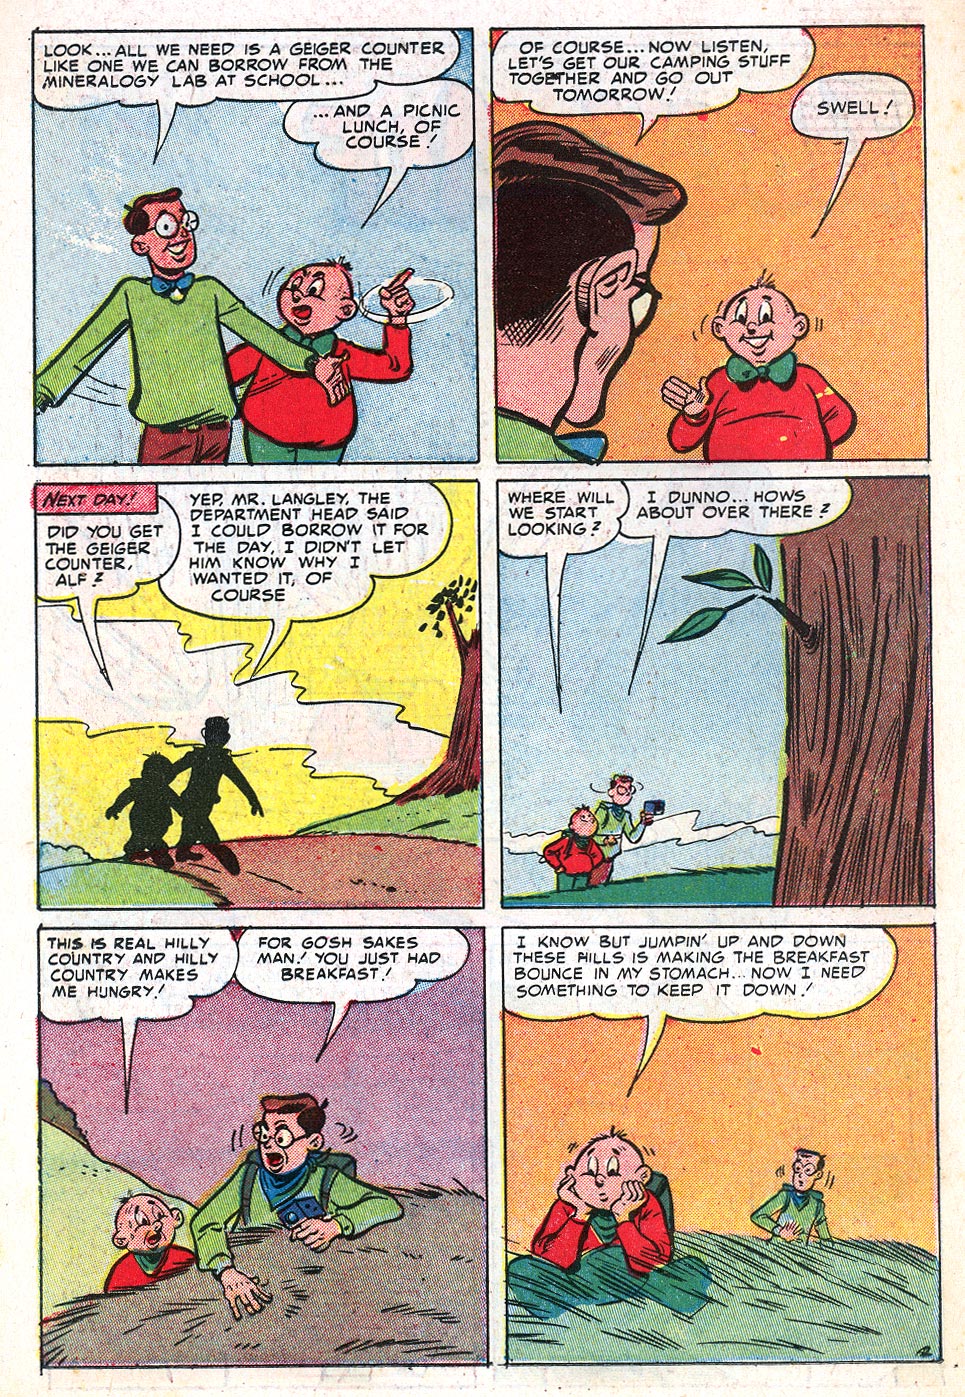 LOOK...ALL WE NEED IS A GEIGER COUNTER
LIKE ONE WE CAN BORROW FROM THE
MINERALOGY LAB AT SCHOOL...
...AND A PICNIC
LUNCH, OF
COURSE!
OF COURSE...NOW LISTEN,
LET'S GET OUR CAMPING STUFF
TOGETHER AND GO OUT
TOMORROW!
SWELL!
NEXT DAY!
DID YOU GET
THE GEIGER
COUNTER,
ALF?
YEP, MR. LANGLEY, THE
DEPARTMENT HEAD SAID
I COULD BORROW IT FOR
THE DAY, I DIDN'T LET
HIM KNOW WHY I
WANTED IT, OF
COURSE..
WHERE WILL
WE START
LOOKING?
I DUNNO...HOWS
ABOUT OVER THERE?
THIS IS REAL HILLY
COUNTRY AND HILLY
COUNTRY MAKES
ME HUNGRY!
FOR GOSH SAKES
MAN! YOU JUST HAD
BREAKFAST!
I KNOW BUT JUMPIN' UP AND DOWN
THESE HILLS IS MAKING THE BREAKFAST
BOUNCE IN MY STOMACH...NOW I NEED
SOMETHING TO KEEP IT DOWN!
2